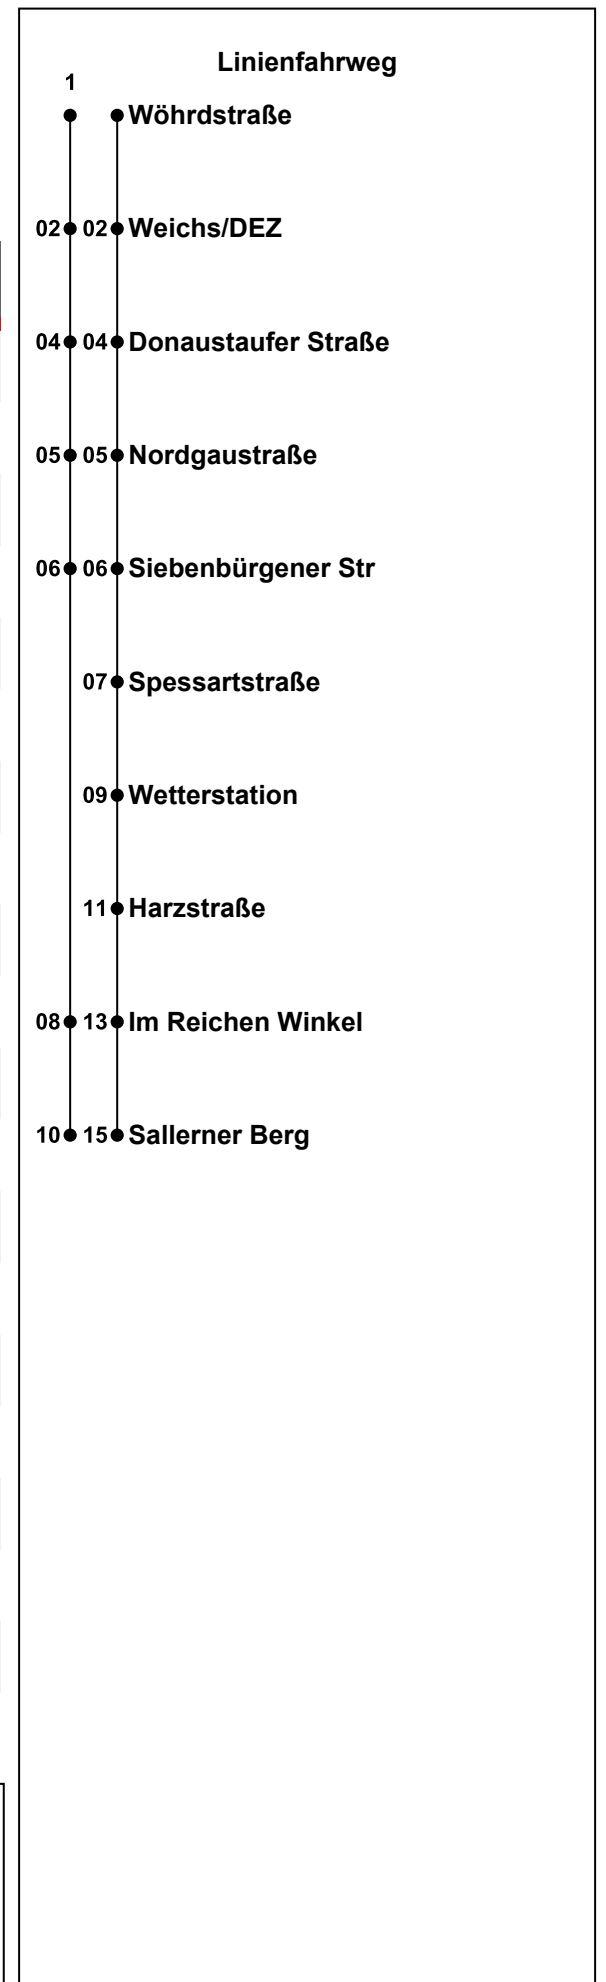 Linienfahrweg
1
Wöhrdstraße
02 02 Weichs/DEZ
04 04 Donaustaufer Straße
05 05 Nordgaustraße
06 06 Siebenbürgener Str
07 Spessartstraße
09 Wetterstation
11 Harzstraße
08 13 Im Reichen Winkel
10 15 Sallerner Berg